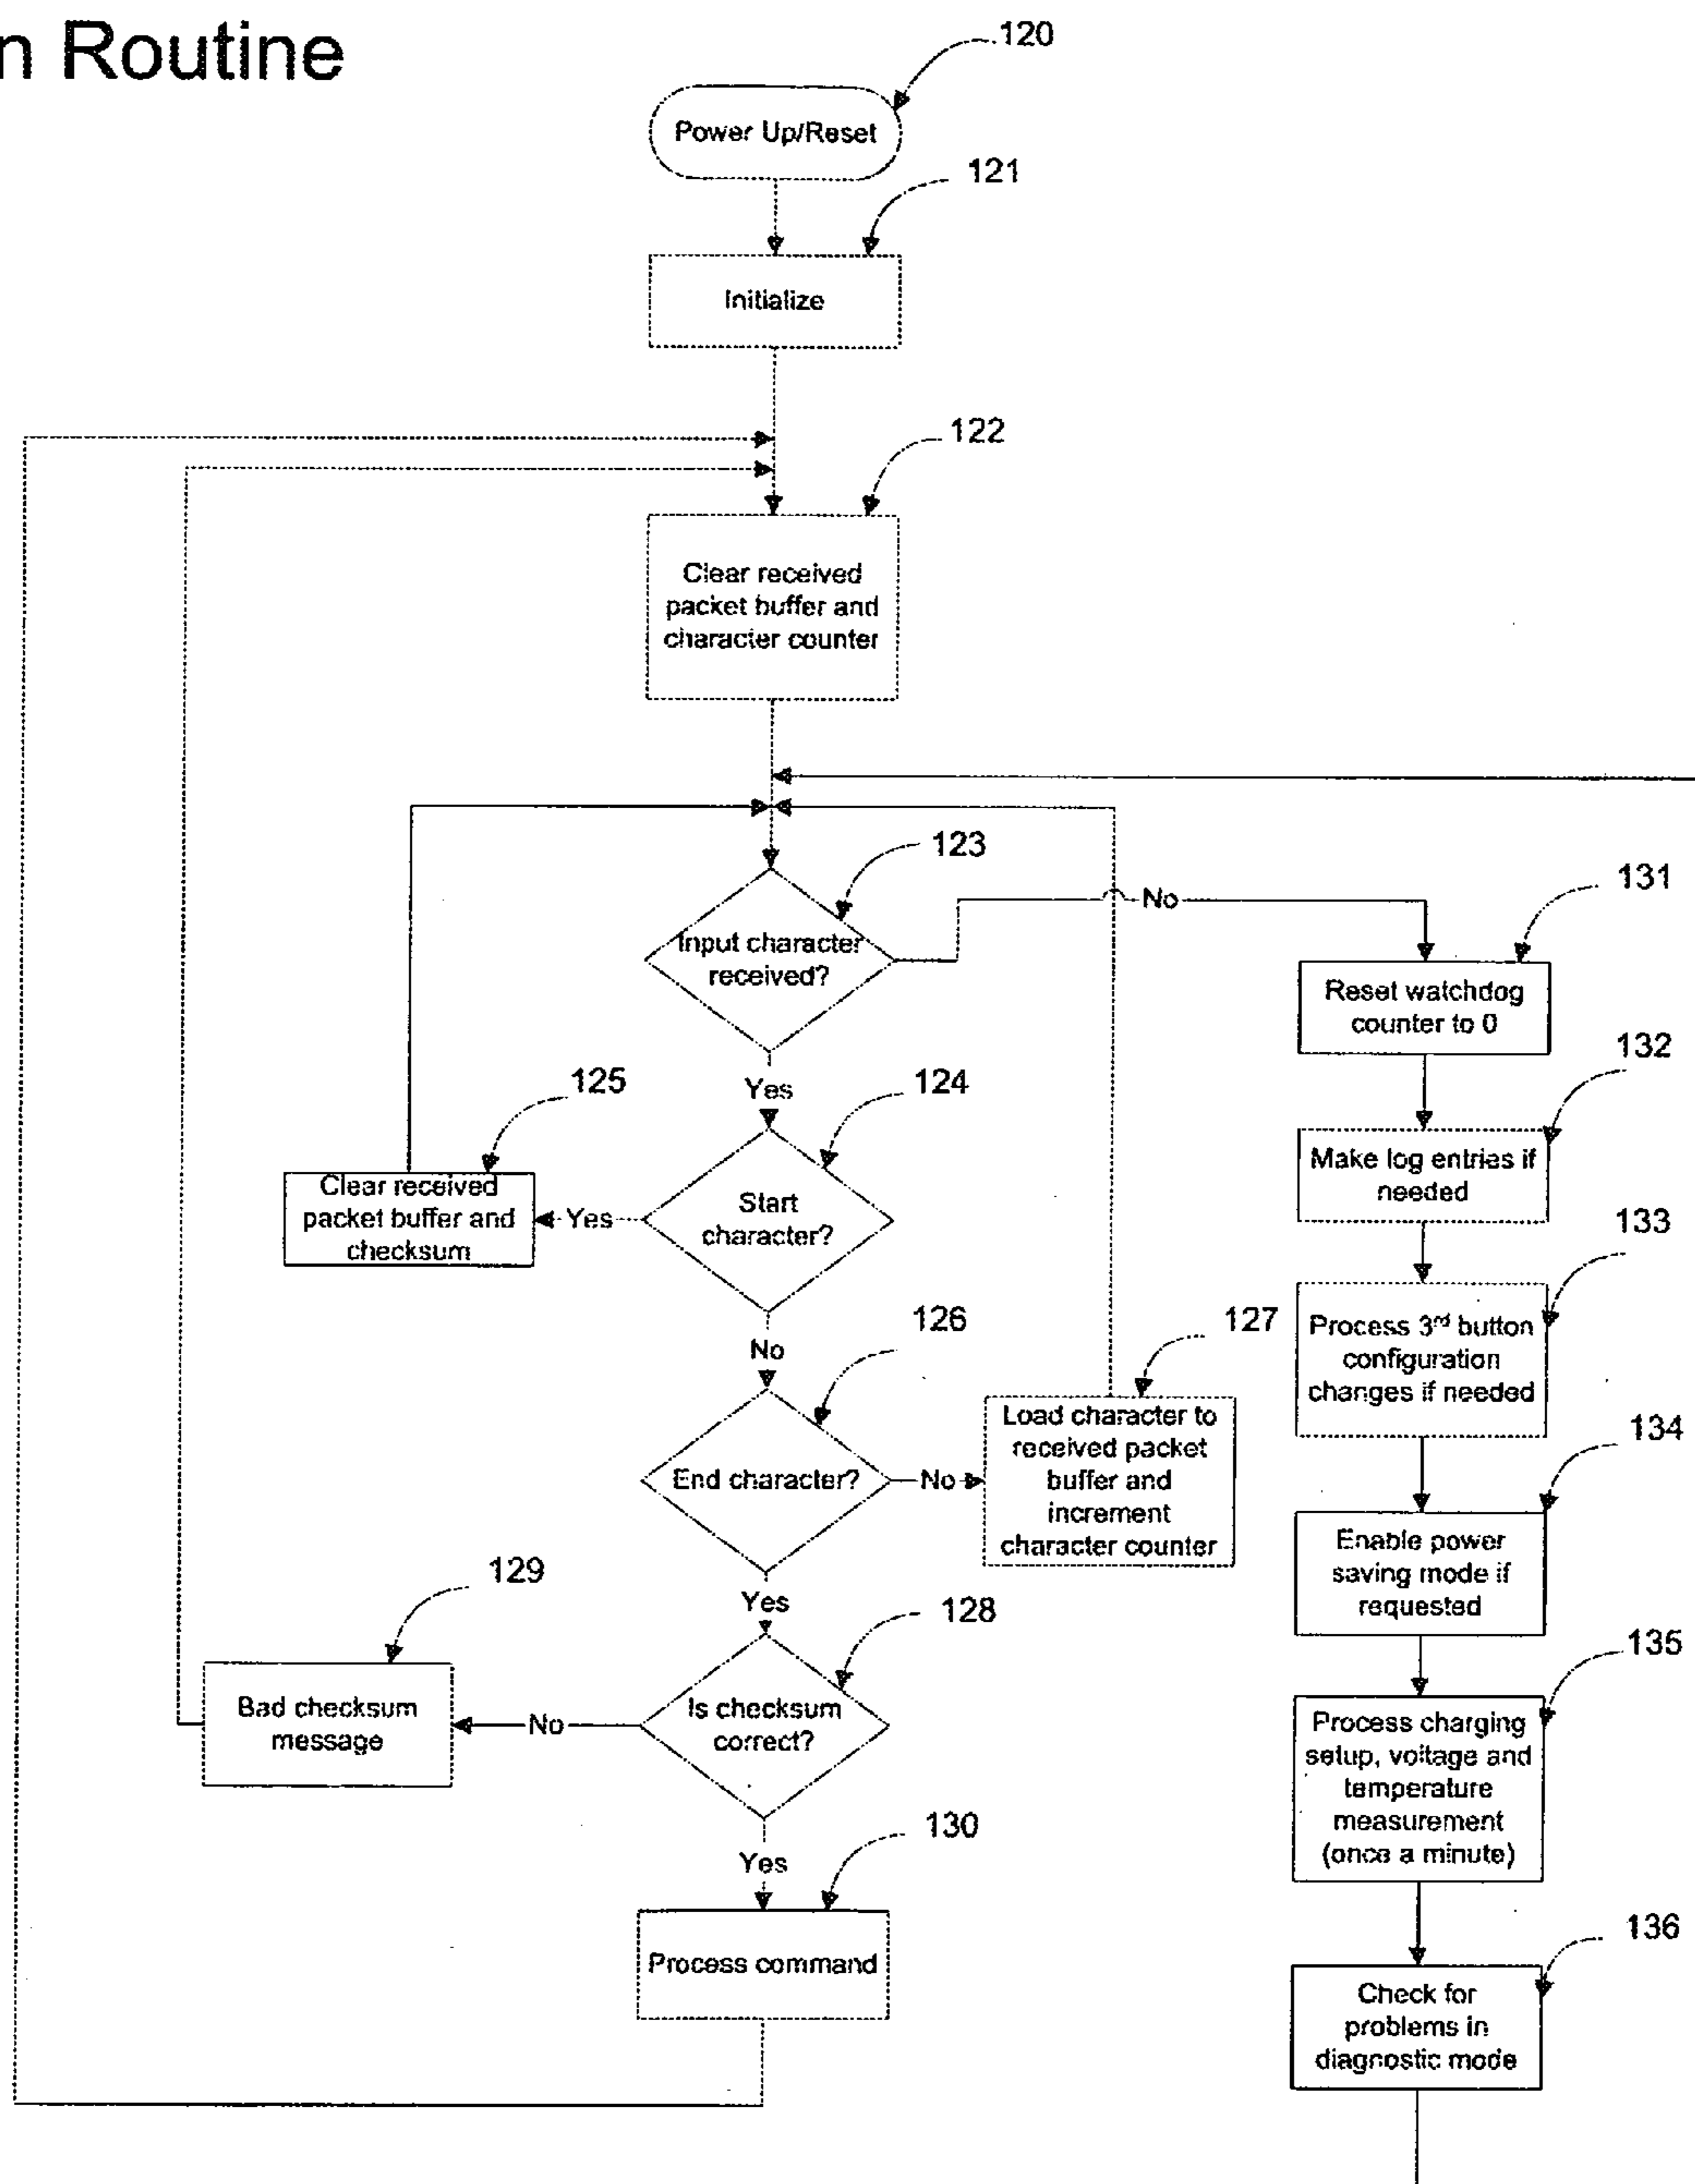 n Routine
120
Power Up/Reset
121
Initialize
122
Clear received
packet buffer and
character counter
123
Input character
received?
No
131
Reset watchdog
counter to 0
Yes
124
125
Clear received
packet buffer and
checksum
Yes
Start
character?
132
Make log entries if
needed
133
Process 3rd button
configuration
changes if needed
No
126
127
End character?
No
Load character to
received packet
buffer and
increment
character counter
134
Enable power
saving mode if
requested
Yes
128
129
Bad checksum
message
No
Is checksum
correct?
135
Process charging
setup, voltage and
temperature
measurement
(once a minute)
Yes
130
Process command
136
Check for
problems in
diagnostic mode